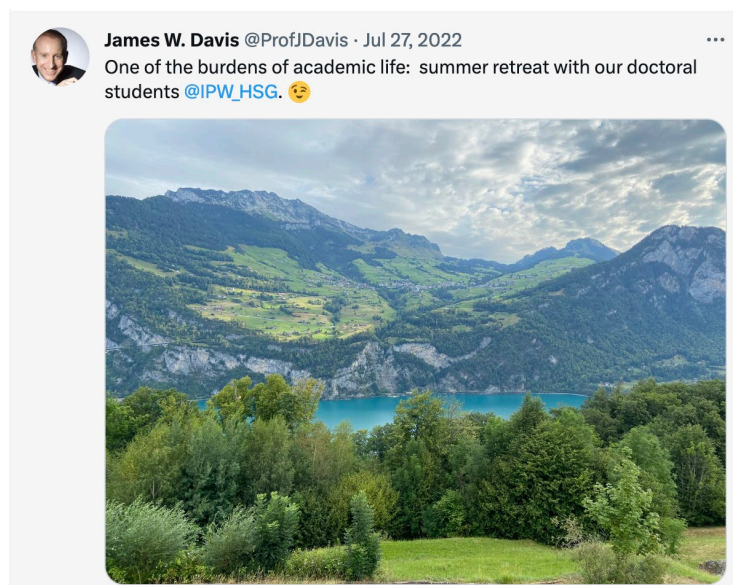 James W. Davis @ProfJDavis · Jul 27, 2022
One of the burdens of academic life:  summer retreat with our doctoral
students @IPW_HSG. 😉